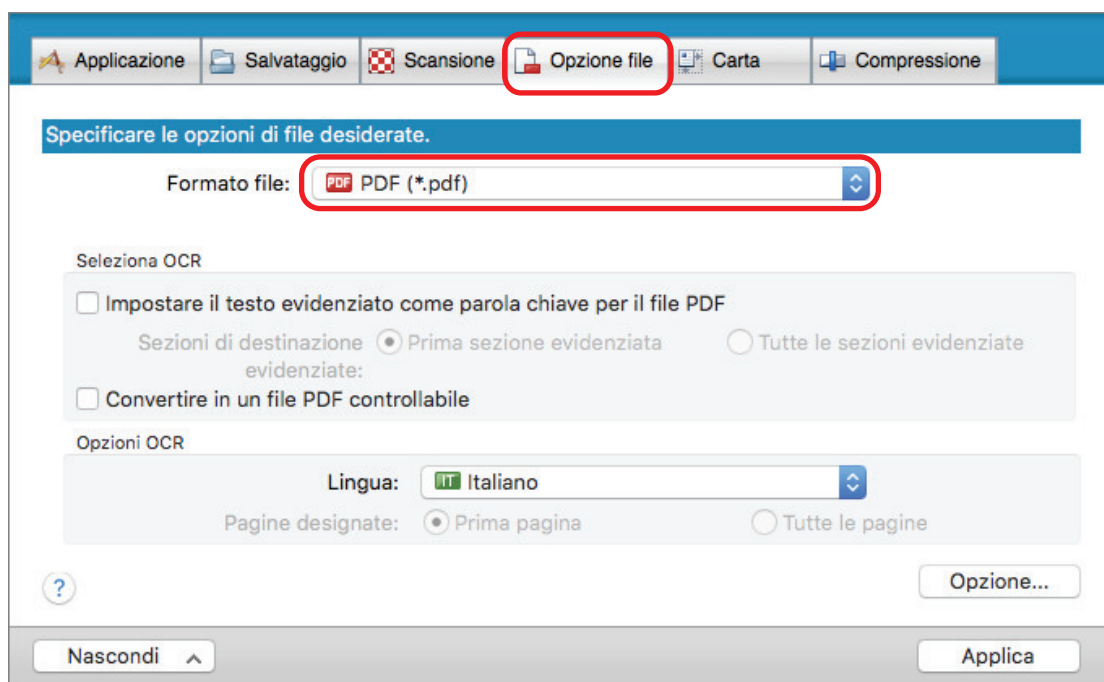 Applicazione Salvataggio Scansione Opzione file Carta Compressione
Specificare le opzioni di file desiderate.
Formato file: PDF PDF (*.pdf)
Seleziona OCR
Impostare il testo evidenziato come parola chiave per il file PDF
Sezioni di destinazione Prima sezione evidenziata Tutte le sezioni evidenziate
evidenziate:
Convertire in un file PDF controllabile
Opzioni OCR
Lingua: IT Italiano
Pagine designate: Prima pagina Tutte le pagine
? Opzione...
Nascondi Applica